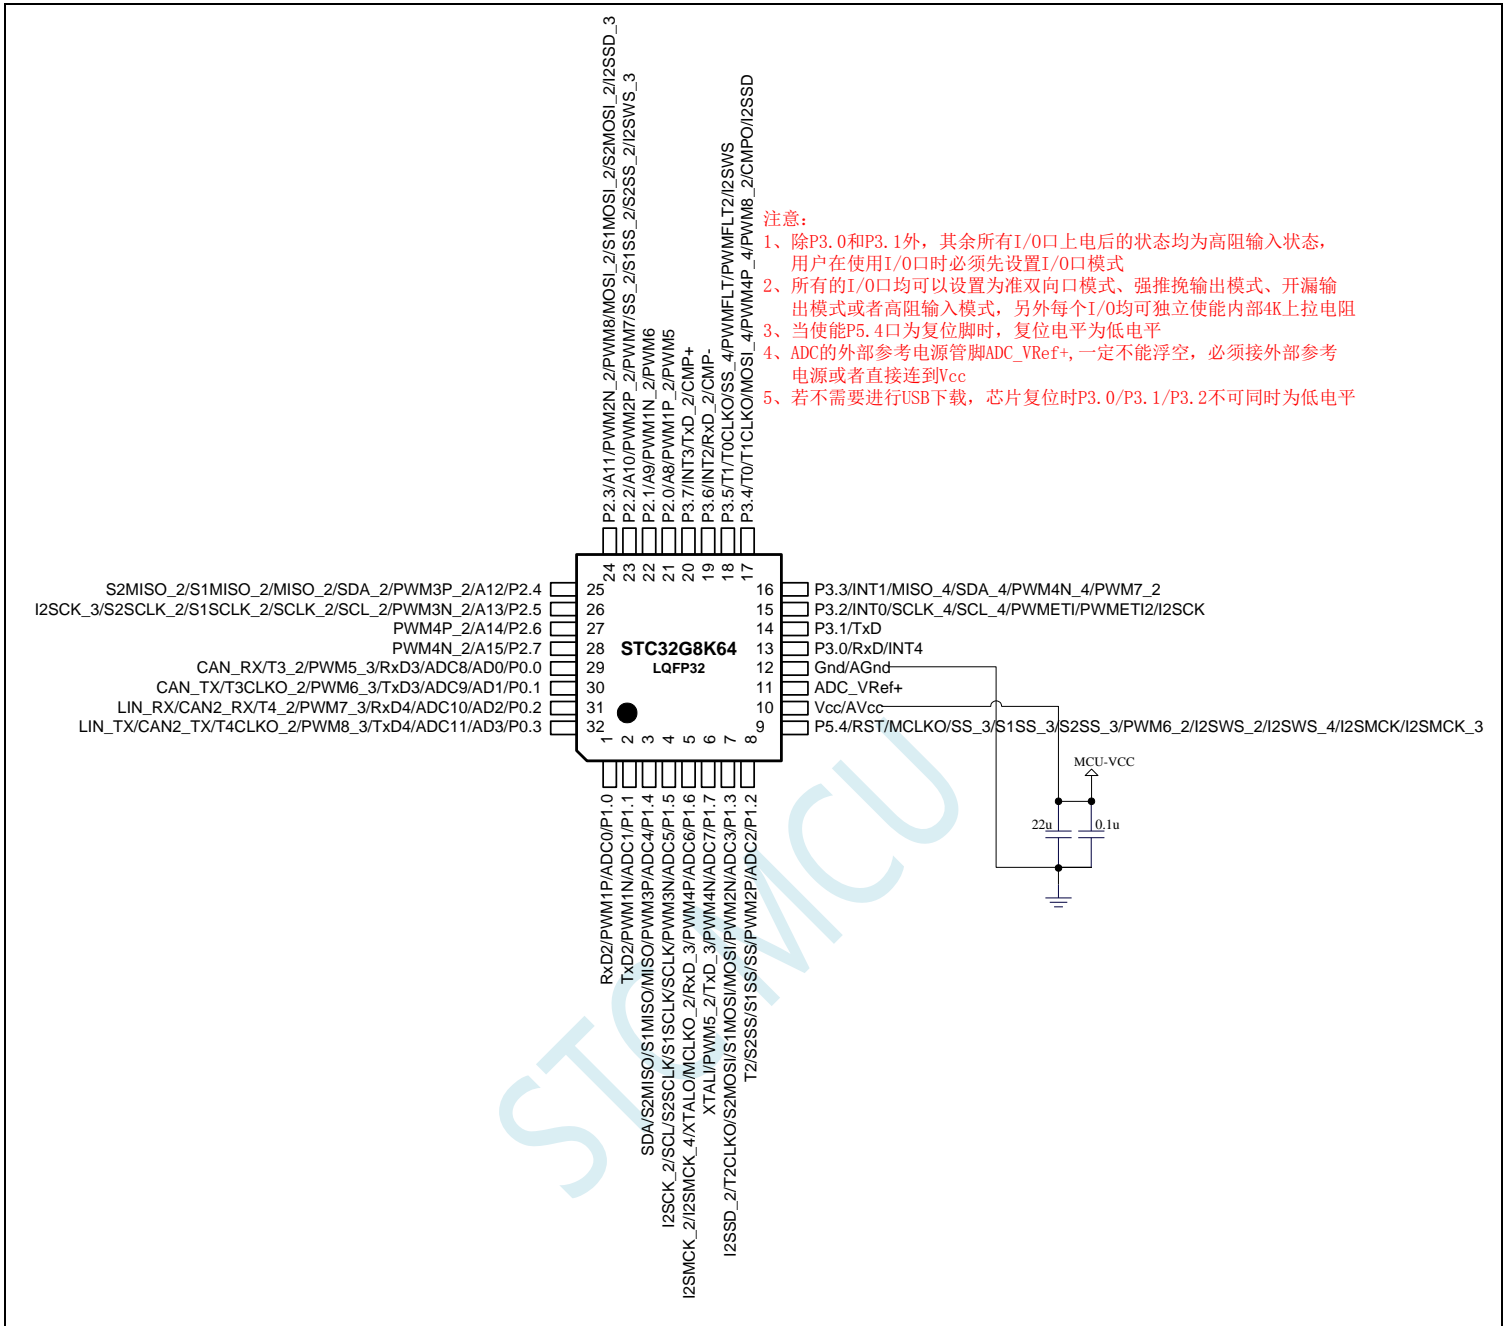 P2.3/A11/PWM2N_2/PWM8/MOSI_2/S1MOSI_2/S2MOSI_2/I2SSD_3
P2.2/A10/PWM2P_2/PWM7/SS_2/S1SS_2/S2SS_2/I2SWS_3
P2.1/A9/PWM1N_2/PWM6
P2.0/A8/PWM1P_2/PWM5
P3.7/INT3/TxD_2/CMP+
P3.6/INT2/RxD_2/CMP-
P3.5/T1/T0CLKO/SS_4/PWMFLT/PWMFLT2/I2SWS
P3.4/T0/T1CLKO/MOSI_4/PWM4P_4/PWM8_2/CMPO/I2SSD
注意：
1、除P3.0和P3.1外，其余所有I/O口上电后的状态均为高阻输入状态，
用户在使用I/O口时必须先设置I/O口模式
2、所有的I/O口均可以设置为准双向口模式、强推挽输出模式、开漏输
出模式或者高阻输入模式，另外每个I/O均可独立使能内部4K上拉电阻
3、当使能P5.4口为复位脚时，复位电平为低电平
4、ADC的外部参考电源管脚ADC_VRef+,一定不能浮空，必须接外部参考
电源或者直接连到Vcc
5、若不需要进行USB下载，芯片复位时P3.0/P3.1/P3.2不可同时为低电平
24 23 22 21 20 19 18 17
S2MISO_2/S1MISO_2/MISO_2/SDA_2/PWM3P_2/A12/P2.4 25
I2SCK_3/S2SCLK_2/S1SCLK_2/SCLK_2/SCL_2/PWM3N_2/A13/P2.5 26
PWM4P_2/A14/P2.6 27
PWM4N_2/A15/P2.7 28
CAN_RX/T3_2/PWM5_3/RxD3/ADC8/AD0/P0.0 29
CAN_TX/T3CLKO_2/PWM6_3/TxD3/ADC9/AD1/P0.1 30
LIN_RX/CAN2_RX/T4_2/PWM7_3/RxD4/ADC10/AD2/P0.2 31
LIN_TX/CAN2_TX/T4CLKO_2/PWM8_3/TxD4/ADC11/AD3/P0.3 32
STC32G8K64
LQFP32
16 P3.3/INT1/MISO_4/SDA_4/PWM4N_4/PWM7_2
15 P3.2/INT0/SCLK_4/SCL_4/PWMETI/PWMETI2/I2SCK
14 P3.1/TxD
13 P3.0/RxD/INT4
12 Gnd/AGnd
11 ADC_VRef+
10 Vcc/AVcc
9 P5.4/RST/MCLKO/SS_3/S1SS_3/S2SS_3/PWM6_2/I2SWS_2/I2SWS_4/I2SMCK/I2SMCK_3
1 2 3 4 5 6 7 8
RxD2/PWM1P/ADC0/P1.0
TxD2/PWM1N/ADC1/P1.1
SDA/S2MISO/S1MISO/MISO/PWM3P/ADC4/P1.4
I2SCK_2/SCL/S2SCLK/S1SCLK/SCLK/PWM3N/ADC5/P1.5
I2SMCK_2/I2SMCK_4/XTALO/MCLKO_2/RxD_3/PWM4P/ADC6/P1.6
XTALI/PWM5_2/TxD_3/PWM4N/ADC7/P1.7
I2SSD_2/T2CLKO/S2MOSI/S1MOSI/MOSI/PWM2N/ADC3/P1.3
T2/S2SS/S1SS/SS/PWM2P/ADC2/P1.2
MCU-VCC
22u
0.1u
STCMCU